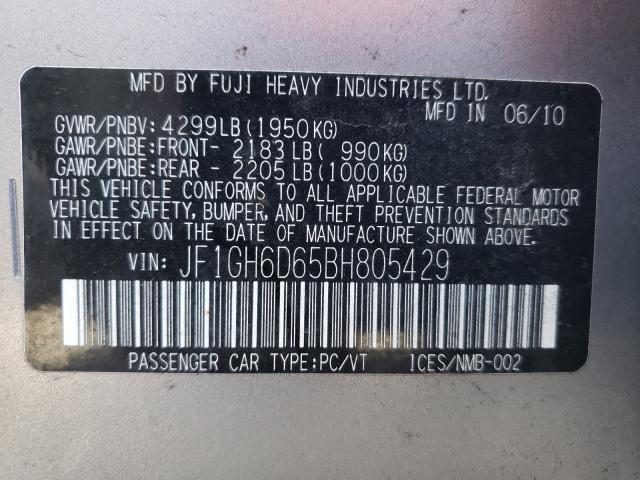 MFD BY FUJI HEAVY INDUSTRIES LTD.
MFD IN 06/10
GVWR/PNBV: 4299LB (1950KG)
GAWR/PNBE:FRONT- 2183 LB ( 990KG)
GAWR/PNBE:REAR - 2205 LB (1000KG)
THIS VEHICLE CONFORMS TO ALL APPLICABLE FEDERAL MOTOR
VEHICLE SAFETY, BUMPER, AND THEFT PREVENTION STANDARDS
IN EFFECT ON THE DATE OF MANUFACTURE SHOWN ABOVE.
VIN: JF1GH6D65BH805429
PASSENGER CAR TYPE:PC/VT 1CES/NMB-002